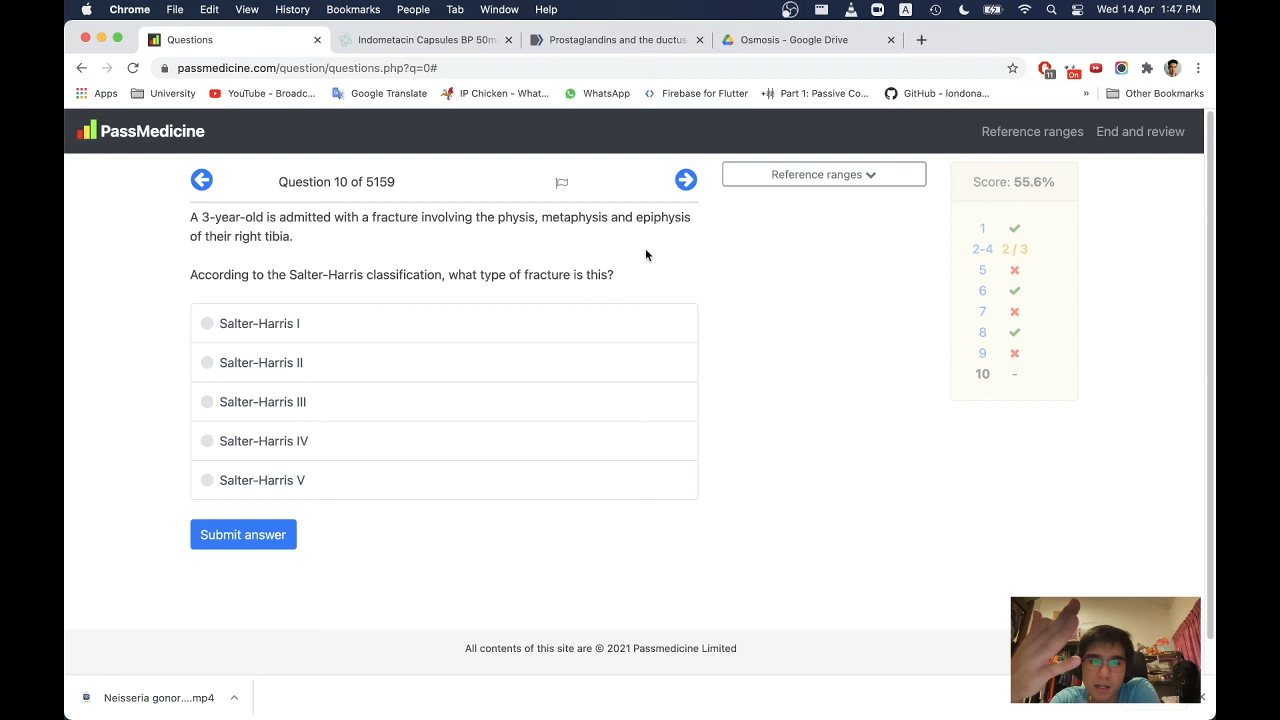 Chrome File Edit View History Bookmarks People Tab Window Help
A
Wed 14 Apr 1:47 PM
Questions
Indometacin Capsules BP 50m
Prostaglandins and the ductus
Osmosis - Google Drive
passmedicine.com/question/questions.php?q=0#
11
On
Apps University YouTube - Broadc... Google Translate IP Chicken - What... WhatsApp Firebase for Flutter Part 1: Passive Co... GitHub - londona... » Other Bookmarks
PassMedicine
Reference ranges End and review
Question 10 of 5159
Reference ranges
Score: 55.6%
A 3-year-old is admitted with a fracture involving the physis, metaphysis and epiphysis
of their right tibia.
According to the Salter-Harris classification, what type of fracture is this?
Salter-Harris I
Salter-Harris II
Salter-Harris III
Salter-Harris IV
Salter-Harris V
Submit answer
1
2-4 2 / 3
5
6
7
8
9
10 -
All contents of this site are © 2021 Passmedicine Limited
Neisseria gonor....mp4